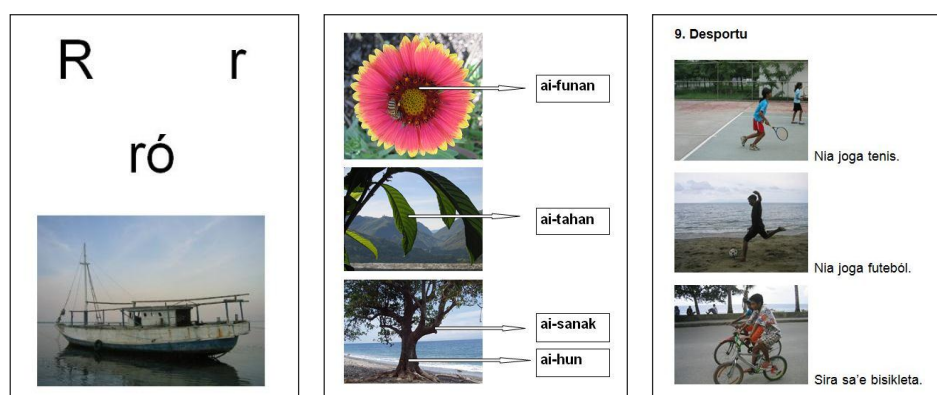 R r
ró
ai-funan
ai-tahan
ai-sanak
ai-hun
9. Desportu
Nia joga tenis.
Nia joga futeból.
Sira sa'e bisikleta.